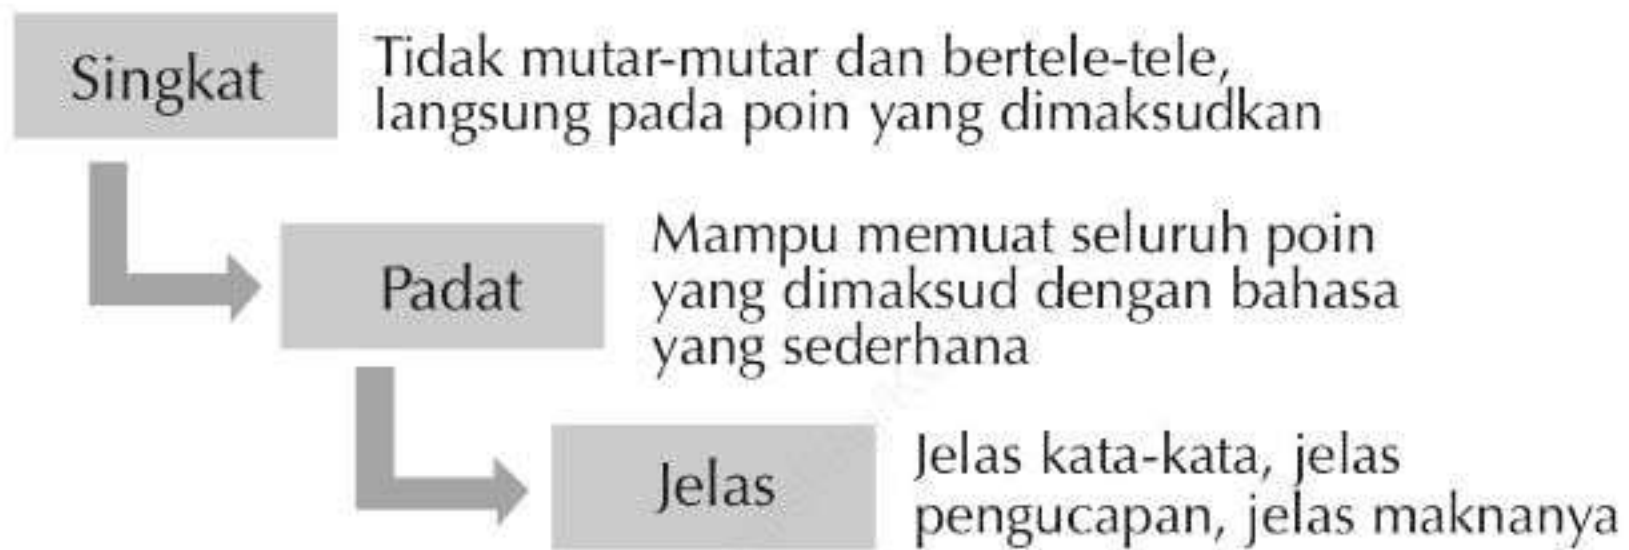 Singkat
Tidak mutar-mutar dan bertele-tele,
langsung pada poin yang dimaksudkan
Padat
Mampu memuat seluruh poin
yang dimaksud dengan bahasa
yang sederhana
Jelas
Jelas kata-kata, jelas
pengucapan, jelas maknanya